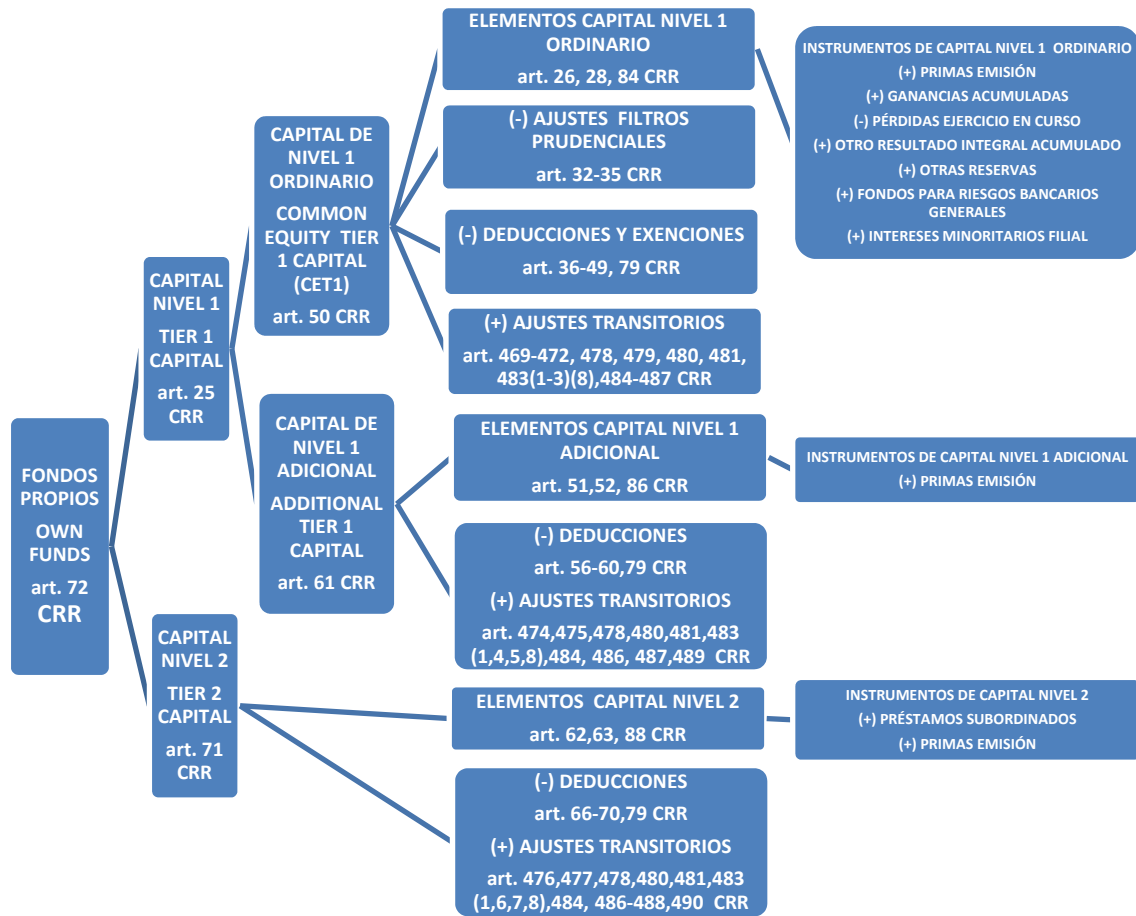 FONDOS
PROPIOS
OWN
FUNDS
art. 72
CRR
CAPITAL
NIVEL 1
TIER 1
CAPITAL
art. 25
CRR
CAPITAL DE
NIVEL 1
ORDINARIO
COMMON
EQUITY TIER
1 CAPITAL
(CET1)
art. 50 CRR
ELEMENTOS CAPITAL NIVEL 1
ORDINARIO
art. 26, 28, 84 CRR
INSTRUMENTOS DE CAPITAL NIVEL 1 ORDINARIO
(+) PRIMAS EMISIÓN
(+) GANANCIAS ACUMULADAS
(-) PÉRDIDAS EJERCICIO EN CURSO
(+) OTRO RESULTADO INTEGRAL ACUMULADO
(+) OTRAS RESERVAS
(+) FONDOS PARA RIESGOS BANCARIOS
GENERALES
(+) INTERESES MINORITARIOS FILIAL
(-) AJUSTES FILTROS
PRUDENCIALES
art. 32-35 CRR
(-) DEDUCCIONES Y EXENCIONES
art. 36-49, 79 CRR
(+) AJUSTES TRANSITORIOS
art. 469-472, 478, 479, 480, 481,
483(1-3)(8),484-487 CRR
CAPITAL DE
NIVEL 1
ADICIONAL
ADDITIONAL
TIER 1
CAPITAL
art. 61 CRR
ELEMENTOS CAPITAL NIVEL 1
ADICIONAL
art. 51,52, 86 CRR
INSTRUMENTOS DE CAPITAL NIVEL 1 ADICIONAL
(+) PRIMAS EMISIÓN
(-) DEDUCCIONES
art. 56-60,79 CRR
(+) AJUSTES TRANSITORIOS
art. 474,475,478,480,481,483
(1,4,5,8),484, 486, 487,489 CRR
CAPITAL
NIVEL 2
TIER 2
CAPITAL
art. 71
CRR
ELEMENTOS CAPITAL NIVEL 2
art. 62,63, 88 CRR
INSTRUMENTOS DE CAPITAL NIVEL 2
(+) PRÉSTAMOS SUBORDINADOS
(+) PRIMAS EMISIÓN
(-) DEDUCCIONES
art. 66-70,79 CRR
(+) AJUSTES TRANSITORIOS
art. 476,477,478,480,481,483
(1,6,7,8),484, 486-488,490 CRR